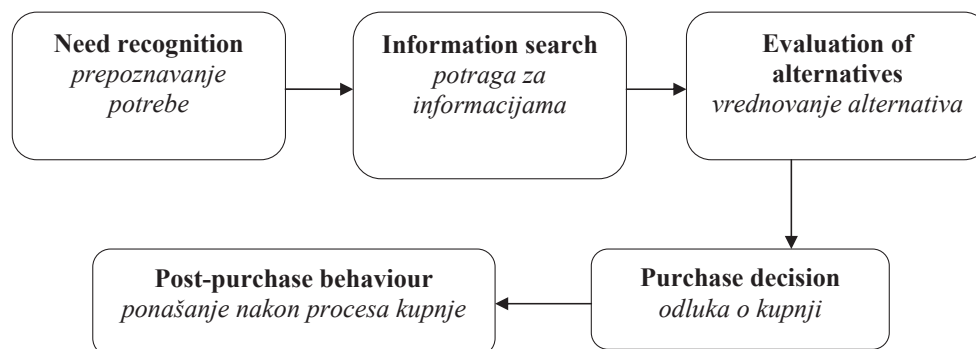 Need recognition
prepoznavanje
potrebe
Information search
potraga za
informacijama
Evaluation of
alternatives
vrednovanje alternativa
Purchase decision
odluka o kupnji
Post-purchase behaviour
ponašanje nakon procesa kupnje